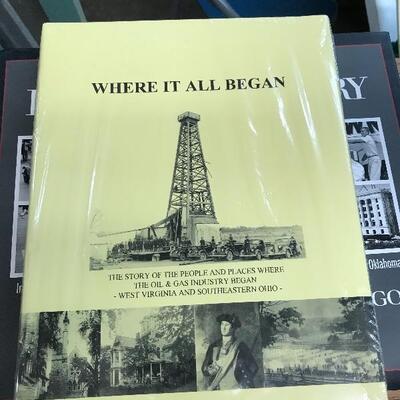 WHERE IT ALL BEGAN
THE STORY OF THE PEOPLE AND PLACES WHERE
THE OIL & GAS INDUSTRY BEGAN
- WEST VIRGINIA AND SOUTHEASTERN OHIO -
RY
Oklahoma
GO